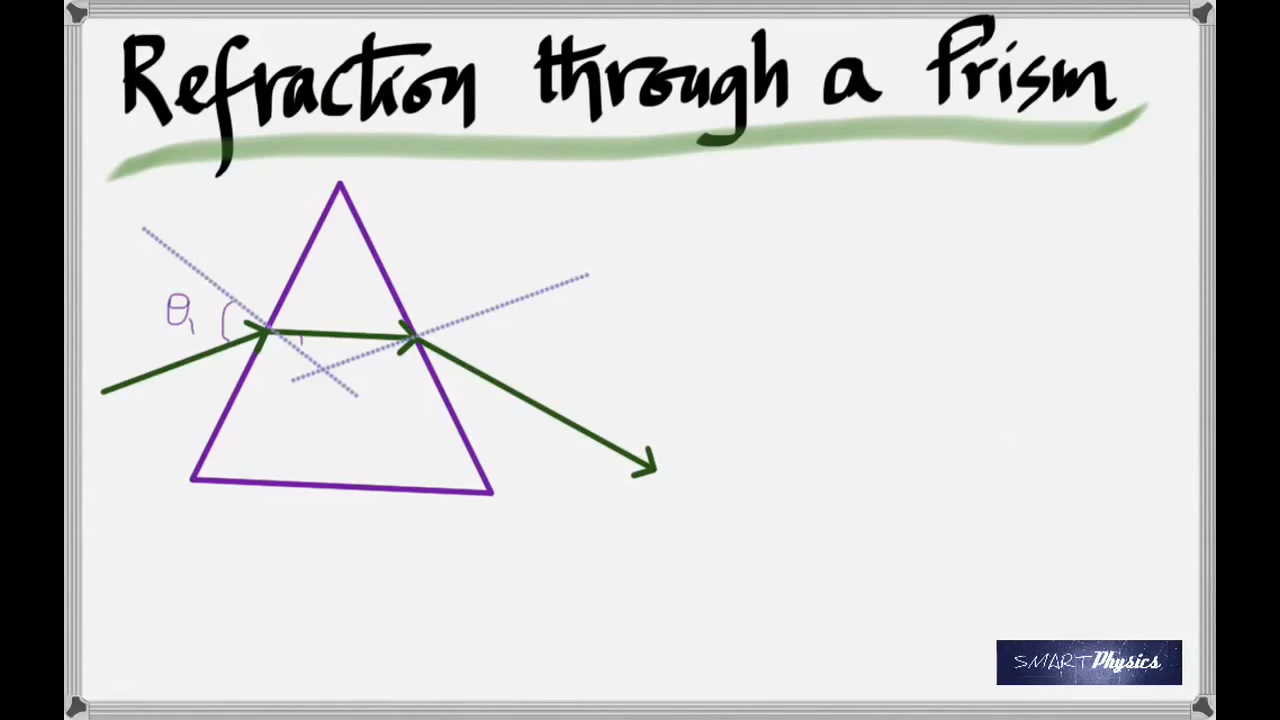 Refraction through a Prism
θ1
SMART Physics